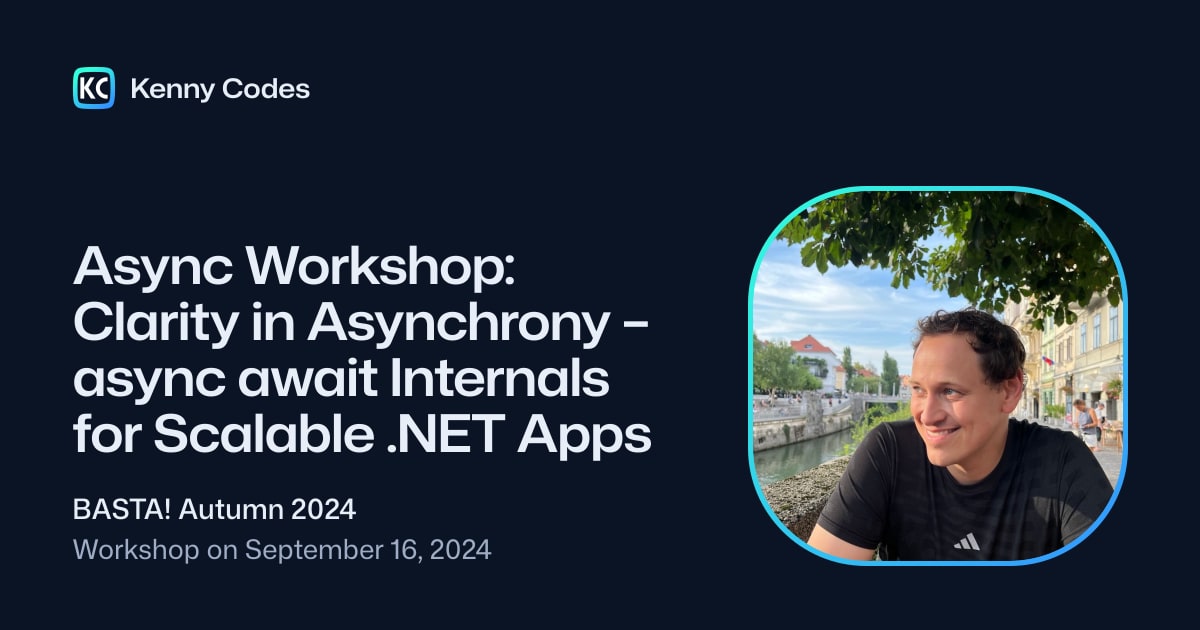 KC Kenny Codes
Async Workshop:
Clarity in Asynchrony –
async await Internals
for Scalable .NET Apps
BASTA! Autumn 2024
Workshop on September 16, 2024